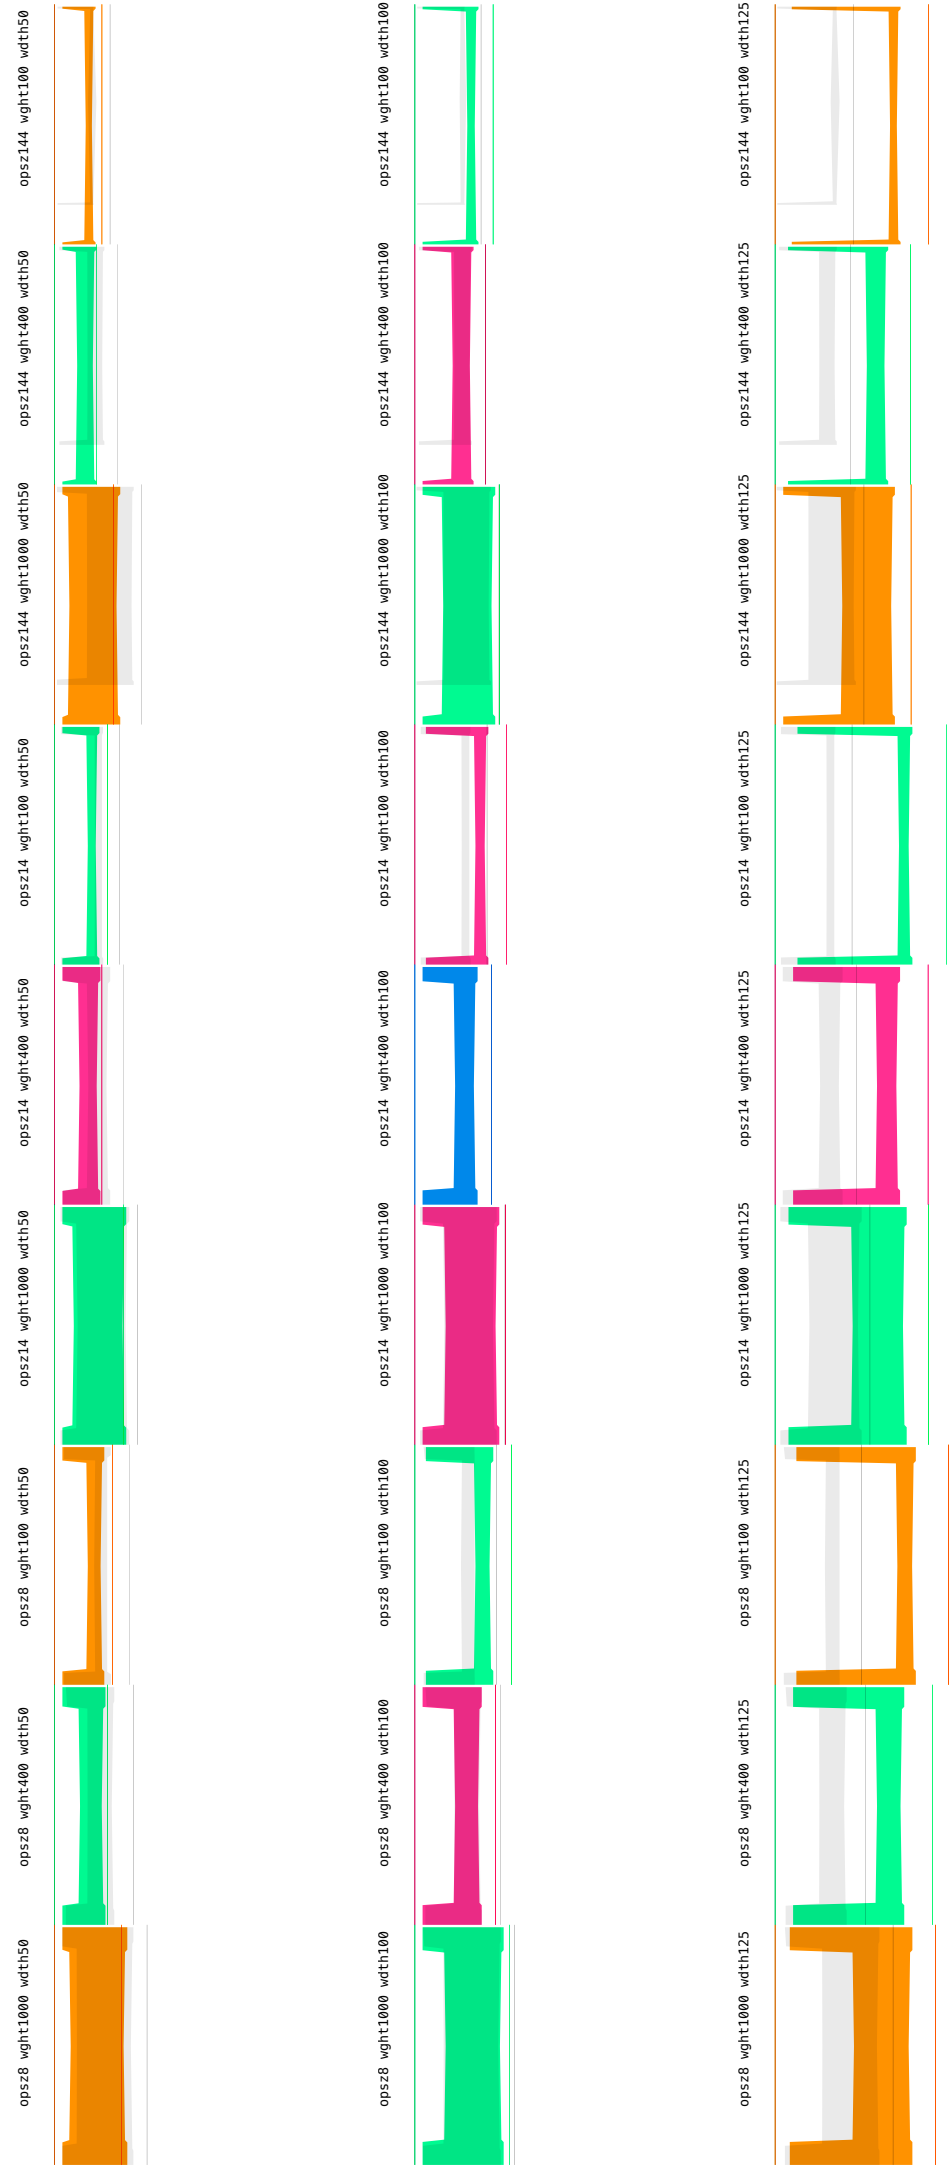 opsz144 wght100 wdth50
opsz144 wght100 wdth100
opsz144 wght100 wdth125
opsz144 wght400 wdth50
opsz144 wght400 wdth100
opsz144 wght400 wdth125
opsz144 wght1000 wdth50
opsz144 wght1000 wdth100
opsz144 wght1000 wdth125
opsz14 wght100 wdth50
opsz14 wght100 wdth100
opsz14 wght100 wdth125
opsz14 wght400 wdth50
opsz14 wght400 wdth100
opsz14 wght400 wdth125
opsz14 wght1000 wdth50
opsz14 wght1000 wdth100
opsz14 wght1000 wdth125
opsz8 wght100 wdth50
opsz8 wght100 wdth100
opsz8 wght100 wdth125
opsz8 wght400 wdth50
opsz8 wght400 wdth100
opsz8 wght400 wdth125
opsz8 wght1000 wdth50
opsz8 wght1000 wdth100
opsz8 wght1000 wdth125